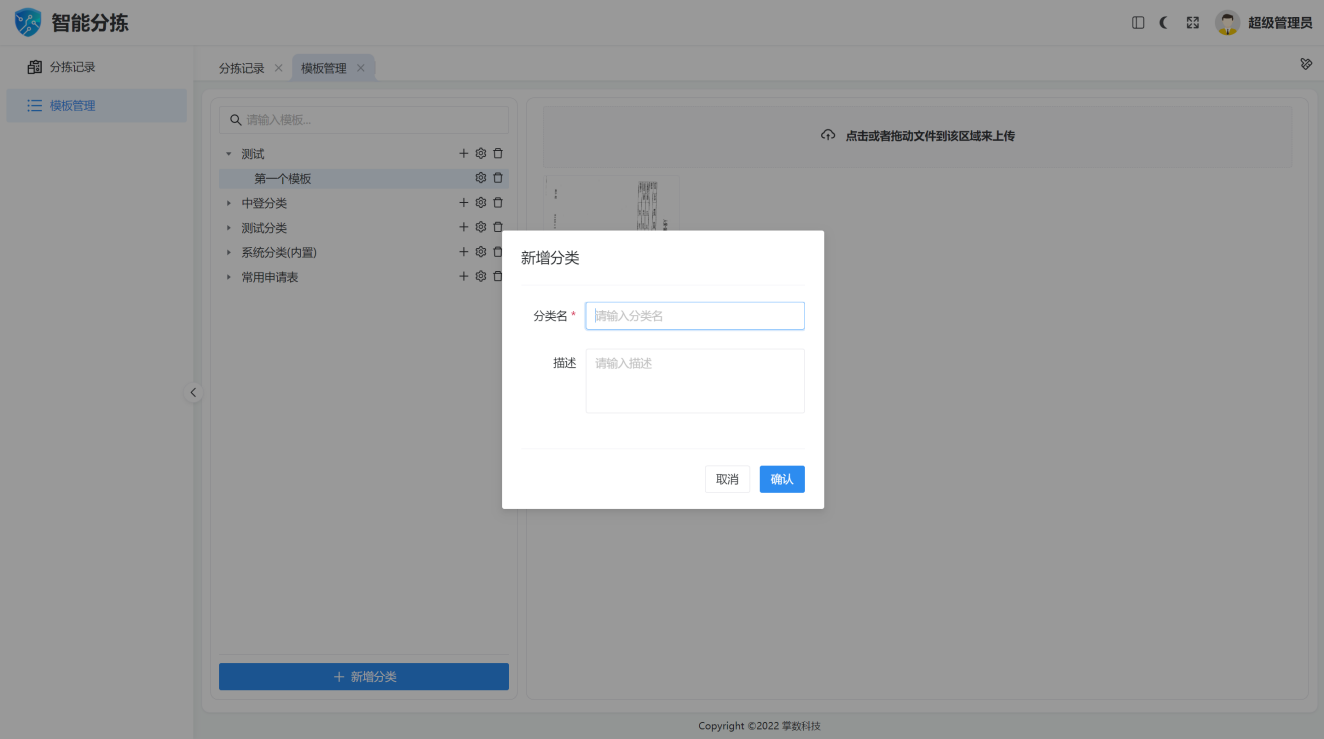 智能分拣
超级管理员
分拣记录
模板管理
分拣记录
模板管理
请输入模板...
测试
第一个模板
中登分类
测试分类
系统分类(内置)
常用申请表
新增分类
点击或者拖动文件到该区域来上传
新增分类
分类名 *
请输入分类名
描述
请输入描述
取消
确认
Copyright ©2022 掌数科技